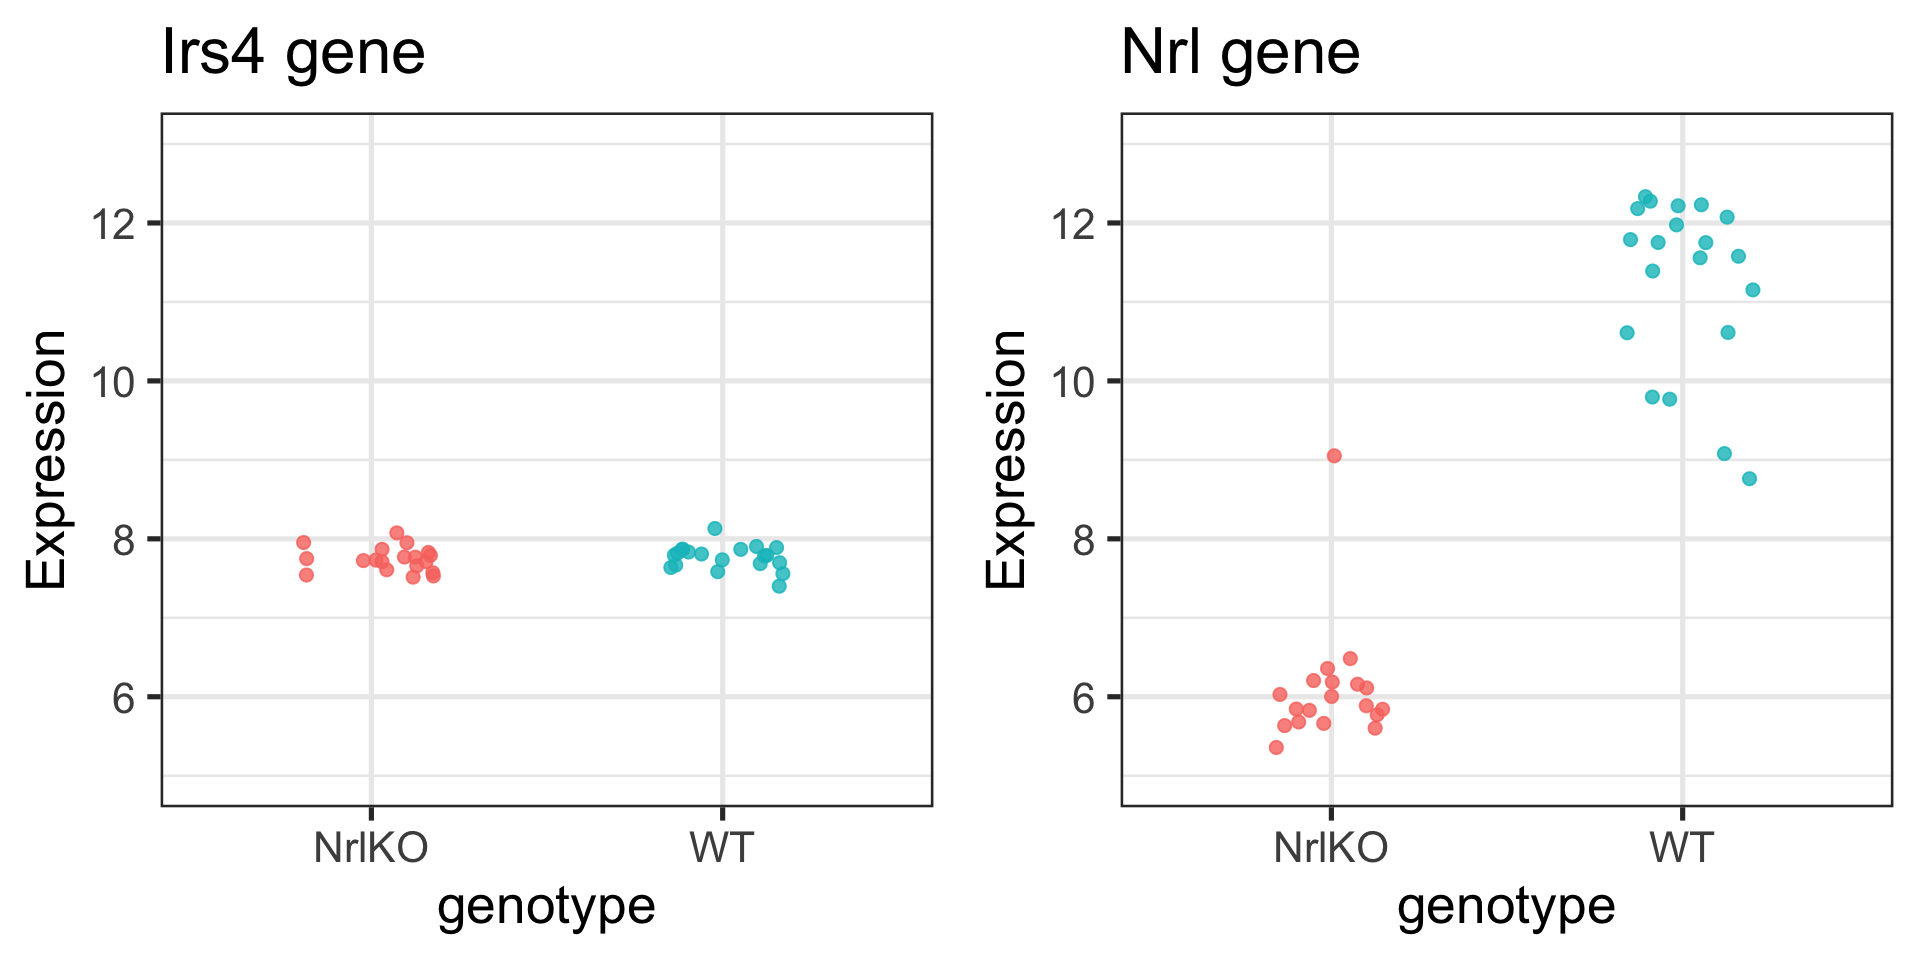 Irs4 gene
Expression
12
10
8
6
NrlKO WT
genotype
Nrl gene
Expression
12
10
8
6
NrlKO WT
genotype